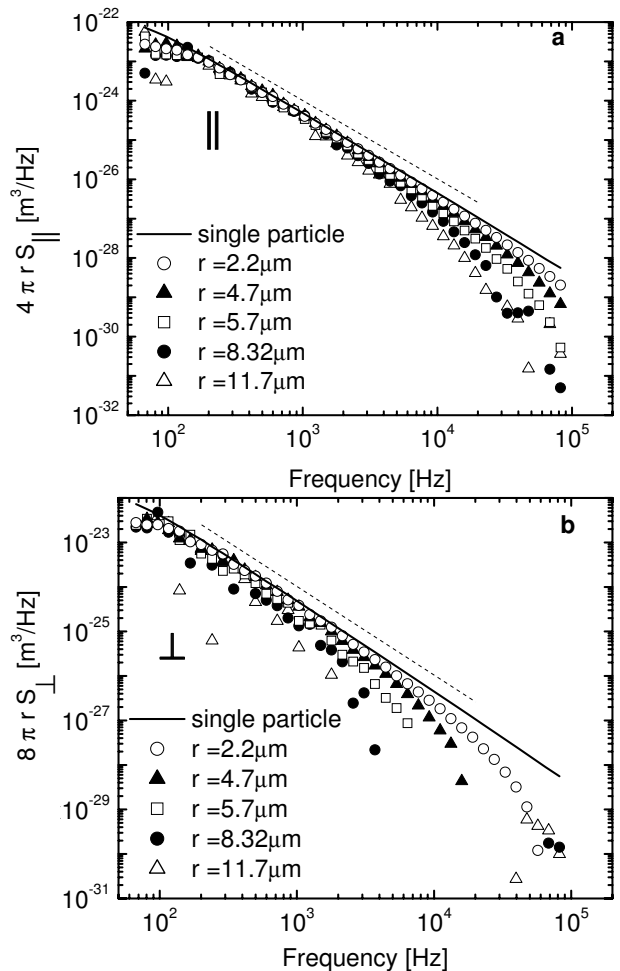 a
10^-22
10^-24
10^-26
10^-28
10^-30
10^-32
4 π r S_|| [m^3/Hz]
||
single particle
r =2.2μm
r =4.7μm
r =5.7μm
r =8.32μm
r =11.7μm
10^2 10^3 10^4 10^5
Frequency [Hz]
b
10^-23
10^-25
10^-27
10^-29
10^-31
8 π r S_⊥ [m^3/Hz]
⊥
single particle
r =2.2μm
r =4.7μm
r =5.7μm
r =8.32μm
r =11.7μm
10^2 10^3 10^4 10^5
Frequency [Hz]